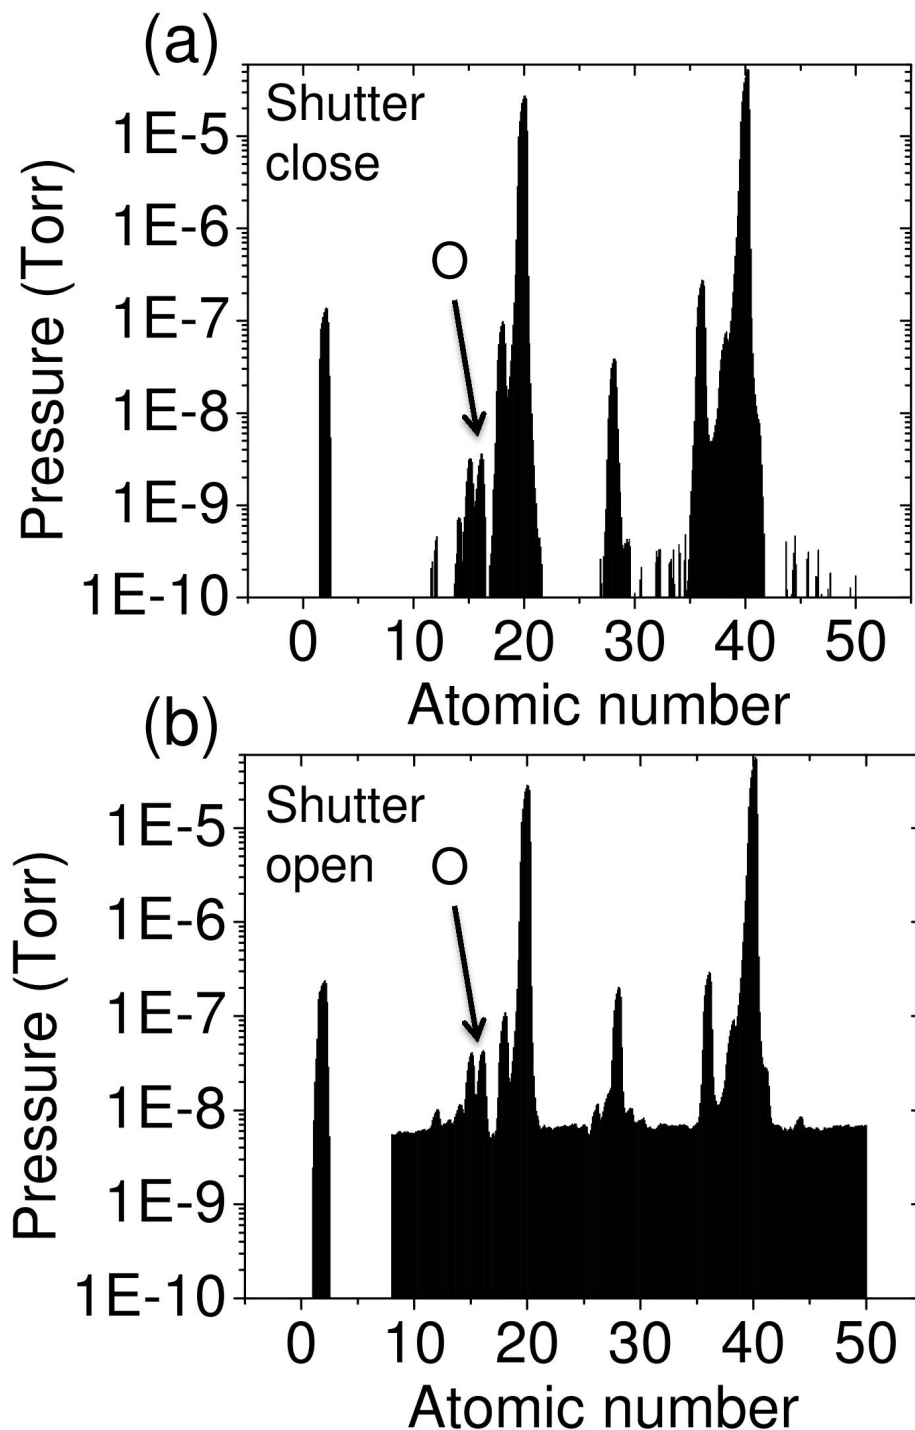 (a)
Shutter
close
O
1E-5
1E-6
1E-7
1E-8
1E-9
1E-10
Pressure (Torr)
0 10 20 30 40 50
Atomic number
(b)
Shutter
open
O
1E-5
1E-6
1E-7
1E-8
1E-9
1E-10
Pressure (Torr)
0 10 20 30 40 50
Atomic number